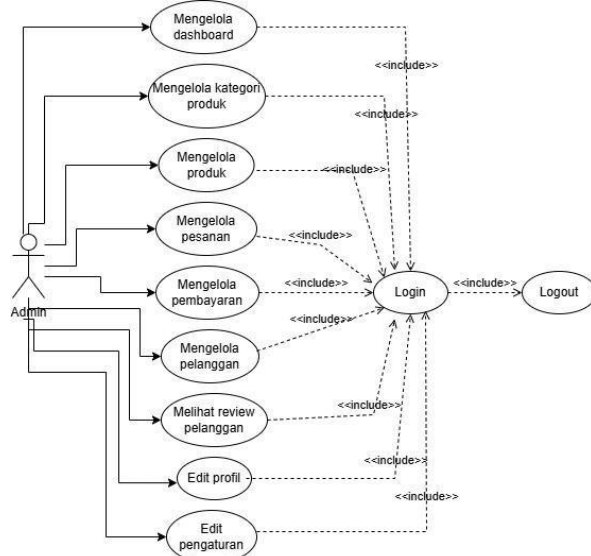 Mengelola
dashboard
<<include>>
Mengelola kategori
produk
<<include>>
Mengelola
produk
<<include>>
Mengelola
pesanan
<<include>>
Admin
Mengelola
pembayaran
<<include>>
Login
<<include>>
Logout
Mengelola
pelanggan
<<include>>
Melihat review
pelanggan
<<include>>
Edit profil
<<include>>
Edit
pengaturan
<<include>>